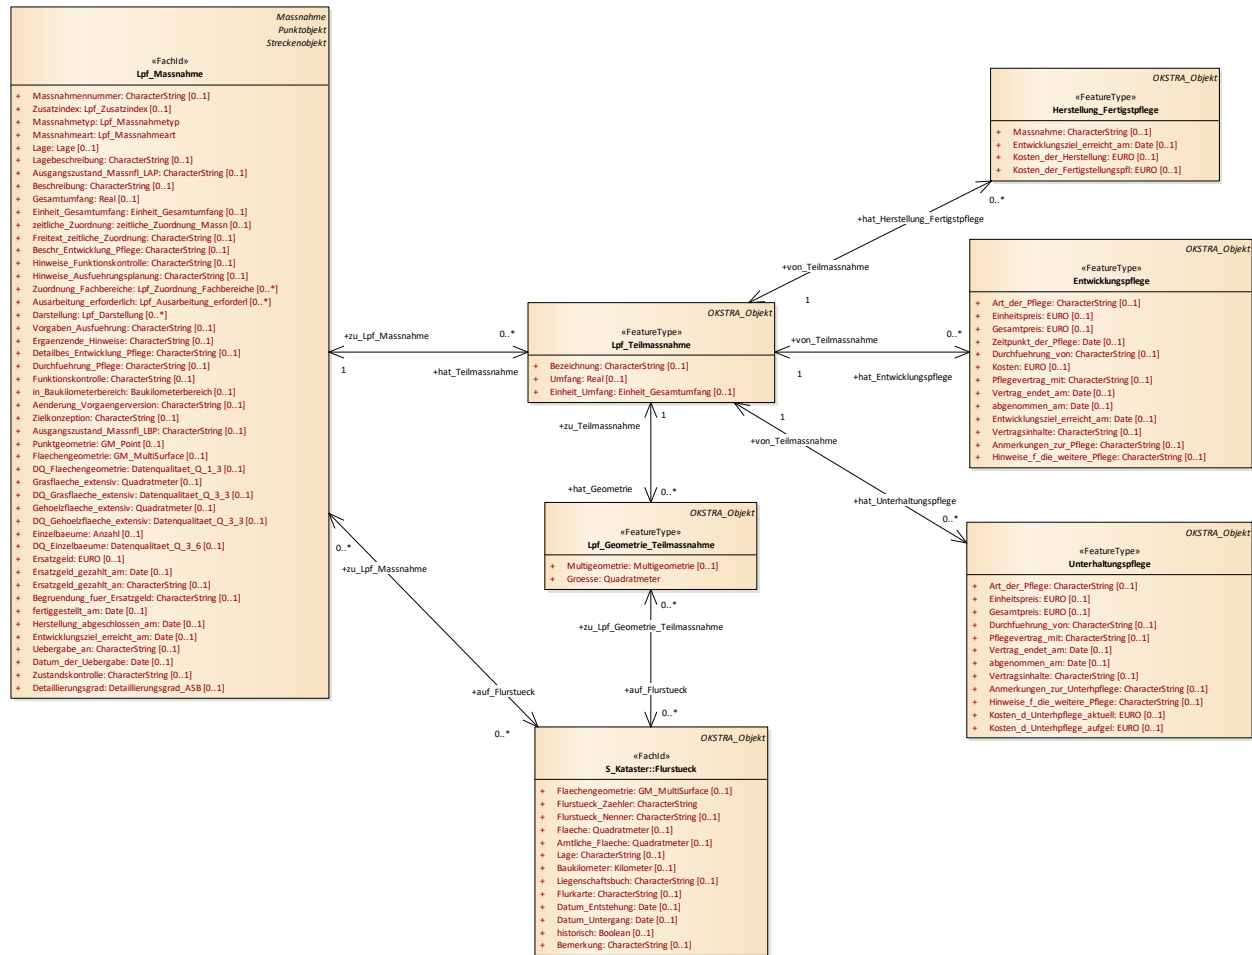 Massnahme
Punktobjekt
Streckenobjekt
«FachId»
Lpf_Massnahme
+ Massnahmennummer: CharacterString [0..1]
+ Zusatzindex: Lpf_Zusatzindex [0..1]
+ Massnahmetyp: Lpf_Massnahmetyp
+ Massnahmeart: Lpf_Massnahmeart
+ Lage: Lage [0..1]
+ Lagebeschreibung: CharacterString [0..1]
+ Ausgangszustand_Massnfl_LAP: CharacterString [0..1]
+ Beschreibung: CharacterString [0..1]
+ Gesamtumfang: Real [0..1]
+ Einheit_Gesamtumfang: Einheit_Gesamtumfang [0..1]
+ zeitliche_Zuordnung: zeitliche_Zuordnung_Massn [0..1]
+ Freitext_zeitliche_Zuordnung: CharacterString [0..1]
+ Beschr_Entwicklung_Pflege: CharacterString [0..1]
+ Hinweise_Funktionskontrolle: CharacterString [0..1]
+ Hinweise_Ausfuehrungsplanung: CharacterString [0..1]
+ Zuordnung_Fachbereiche: Lpf_Zuordnung_Fachbereiche [0..*]
+ Ausarbeitung_erforderlich: Lpf_Ausarbeitung_erforderl [0..*]
+ Darstellung: Lpf_Darstellung [0..*]
+ Vorgaben_Ausfuehrung: CharacterString [0..1]
+ Ergaenzende_Hinweise: CharacterString [0..1]
+ Detailbes_Entwicklung_Pflege: CharacterString [0..1]
+ Durchfuehrung_Pflege: CharacterString [0..1]
+ Funktionskontrolle: CharacterString [0..1]
+ in_Baukilometerbereich: Baukilometerbereich [0..1]
+ Aenderung_Vorgaengerversion: CharacterString [0..1]
+ Zielkonzeption: CharacterString [0..1]
+ Ausgangszustand_Massnfl_LBP: CharacterString [0..1]
+ Punktgeometrie: GM_Point [0..1]
+ Flaechengeometrie: GM_MultiSurface [0..1]
+ DQ_Flaechengeometrie: Datenqualitaet_Q_1_3 [0..1]
+ Grasflaeche_extensiv: Quadratmeter [0..1]
+ DQ_Grasflaeche_extensiv: Datenqualitaet_Q_3_3 [0..1]
+ Gehoelzflaeche_extensiv: Quadratmeter [0..1]
+ DQ_Gehoelzflaeche_extensiv: Datenqualitaet_Q_3_3 [0..1]
+ Einzelbaeume: Anzahl [0..1]
+ DQ_Einzelbaeume: Datenqualitaet_Q_3_6 [0..1]
+ Ersatzgeld: EURO [0..1]
+ Ersatzgeld_gezahlt_am: Date [0..1]
+ Ersatzgeld_gezahlt_an: CharacterString [0..1]
+ Begruendung_fuer_Ersatzgeld: CharacterString [0..1]
+ fertiggestellt_am: Date [0..1]
+ Herstellung_abgeschlossen_am: Date [0..1]
+ Entwicklungsziel_erreicht_am: Date [0..1]
+ Uebergabe_an: CharacterString [0..1]
+ Datum_der_Uebergabe: Date [0..1]
+ Zustandskontrolle: CharacterString [0..1]
+ Detaillierungsgrad: Detaillierungsgrad_ASB [0..1]
+zu_Lpf_Massnahme
1
0..*
+hat_Teilmassnahme
OKSTRA_Objekt
«FeatureType»
Lpf_Teilmassnahme
+ Bezeichnung: CharacterString [0..1]
+ Umfang: Real [0..1]
+ Einheit_Umfang: Einheit_Gesamtumfang [0..1]
OKSTRA_Objekt
«FeatureType»
Herstellung_Fertigstpflege
+ Massnahme: CharacterString [0..1]
+ Entwicklungsziel_erreicht_am: Date [0..1]
+ Kosten_der_Herstellung: EURO [0..1]
+ Kosten_der_Fertigstellungspfl: EURO [0..1]
0..*
+hat_Herstellung_Fertigstpflege
+von_Teilmassnahme
1
OKSTRA_Objekt
«FeatureType»
Entwicklungspflege
+ Art_der_Pflege: CharacterString [0..1]
+ Einheitspreis: EURO [0..1]
+ Gesamtpreis: EURO [0..1]
+ Zeitpunkt_der_Pflege: Date [0..1]
+ Durchfuehrung_von: CharacterString [0..1]
+ Kosten: EURO [0..1]
+ Pflegevertrag_mit: CharacterString [0..1]
+ Vertrag_endet_am: Date [0..1]
+ abgenommen_am: Date [0..1]
+ Entwicklungsziel_erreicht_am: Date [0..1]
+ Vertragsinhalte: CharacterString [0..1]
+ Anmerkungen_zur_Pflege: CharacterString [0..1]
+ Hinweise_f_die_weitere_Pflege: CharacterString [0..1]
+von_Teilmassnahme
0..*
1
+hat_Entwicklungspflege
1
+von_Teilmassnahme
+hat_Unterhaltungspflege
0..*
OKSTRA_Objekt
«FeatureType»
Unterhaltungspflege
+ Art_der_Pflege: CharacterString [0..1]
+ Einheitspreis: EURO [0..1]
+ Gesamtpreis: EURO [0..1]
+ Durchfuehrung_von: CharacterString [0..1]
+ Pflegevertrag_mit: CharacterString [0..1]
+ Vertrag_endet_am: Date [0..1]
+ abgenommen_am: Date [0..1]
+ Vertragsinhalte: CharacterString [0..1]
+ Anmerkungen_zur_Unterhpflege: CharacterString [0..1]
+ Hinweise_f_die_weitere_Pflege: CharacterString [0..1]
+ Kosten_d_Unterhpflege_aktuell: EURO [0..1]
+ Kosten_d_Unterhpflege_aufgel: EURO [0..1]
1
+zu_Teilmassnahme
+hat_Geometrie
0..*
OKSTRA_Objekt
«FeatureType»
Lpf_Geometrie_Teilmassnahme
+ Multigeometrie: Multigeometrie [0..1]
+ Groesse: Quadratmeter
0..*
+zu_Lpf_Geometrie_Teilmassnahme
+auf_Flurstueck
0..*
0..*
+zu_Lpf_Massnahme
+auf_Flurstueck
0..*
OKSTRA_Objekt
«FachId»
S_Kataster::Flurstueck
+ Flaechengeometrie: GM_MultiSurface [0..1]
+ Flurstueck_Zaehler: CharacterString
+ Flurstueck_Nenner: CharacterString [0..1]
+ Flaeche: Quadratmeter [0..1]
+ Amtliche_Flaeche: Quadratmeter [0..1]
+ Lage: CharacterString [0..1]
+ Baukilometer: Kilometer [0..1]
+ Liegenschaftsbuch: CharacterString [0..1]
+ Flurkarte: CharacterString [0..1]
+ Datum_Entstehung: Date [0..1]
+ Datum_Untergang: Date [0..1]
+ historisch: Boolean [0..1]
+ Bemerkung: CharacterString [0..1]